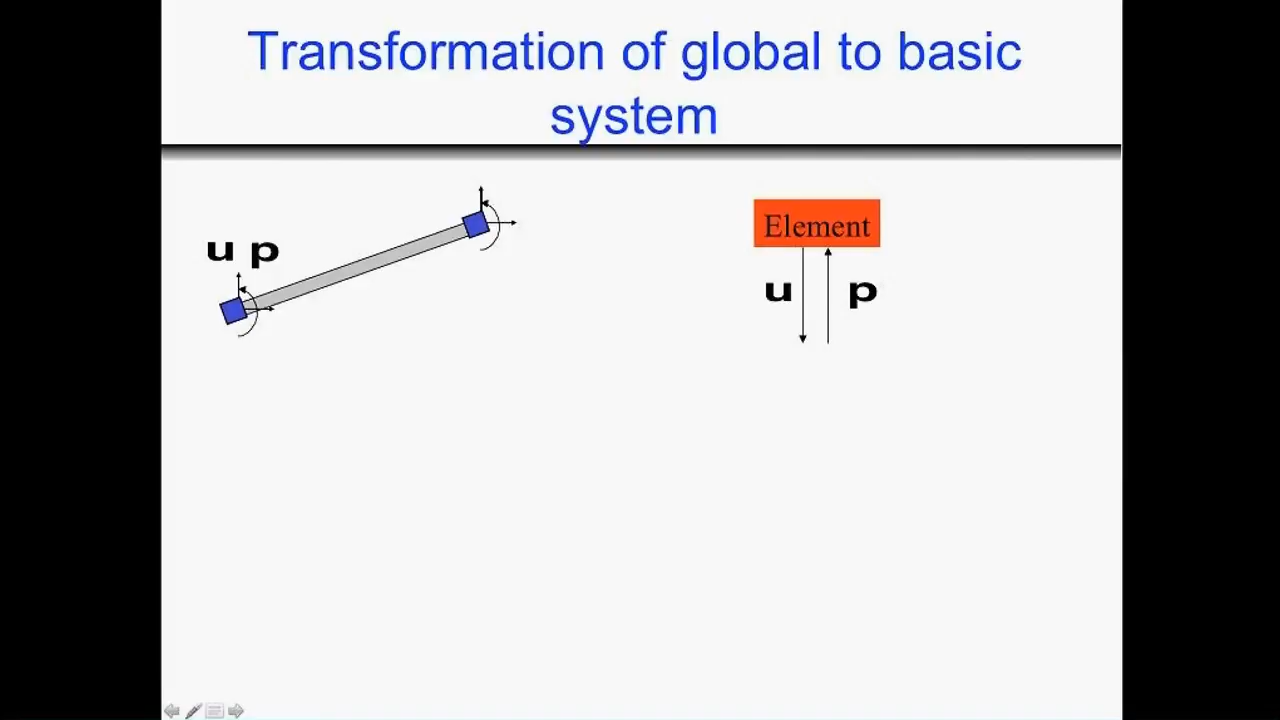 Transformation of global to basic
system
u p
Element
u p